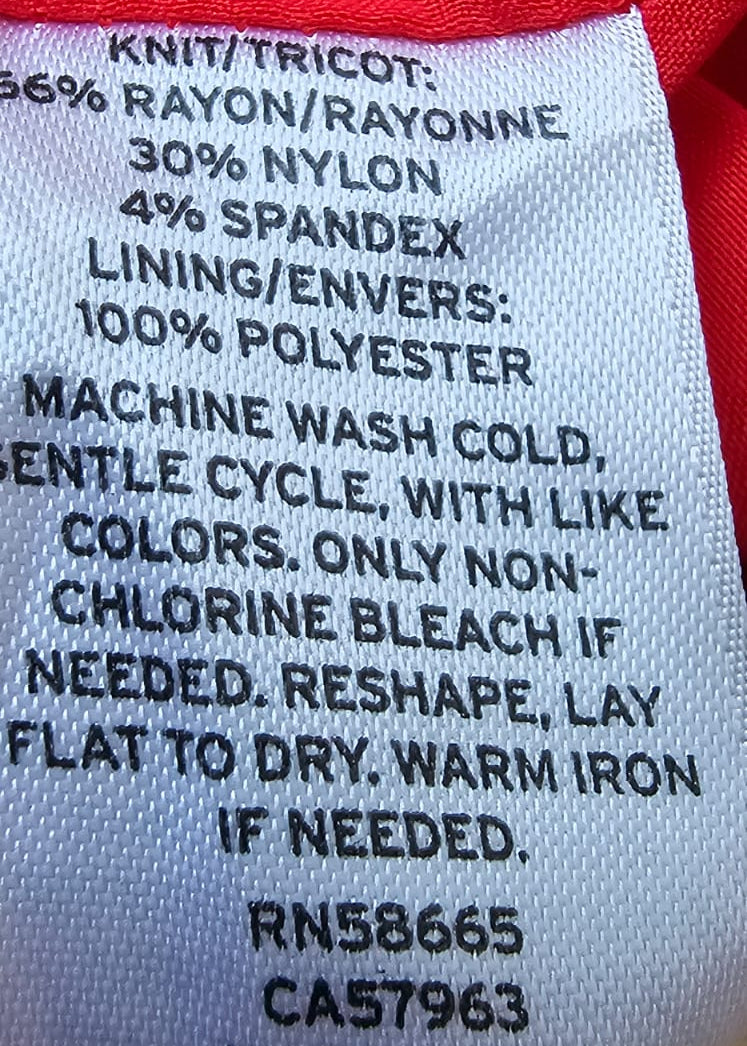 KNIT/TRICOT:
66% RAYON/RAYONNE
30% NYLON
4% SPANDEX
LINING/ENVERS:
100% POLYESTER
MACHINE WASH COLD,
GENTLE CYCLE, WITH LIKE
COLORS. ONLY NON-
CHLORINE BLEACH IF
NEEDED. RESHAPE, LAY
FLAT TO DRY. WARM IRON
IF NEEDED.
RN58665
CA57963